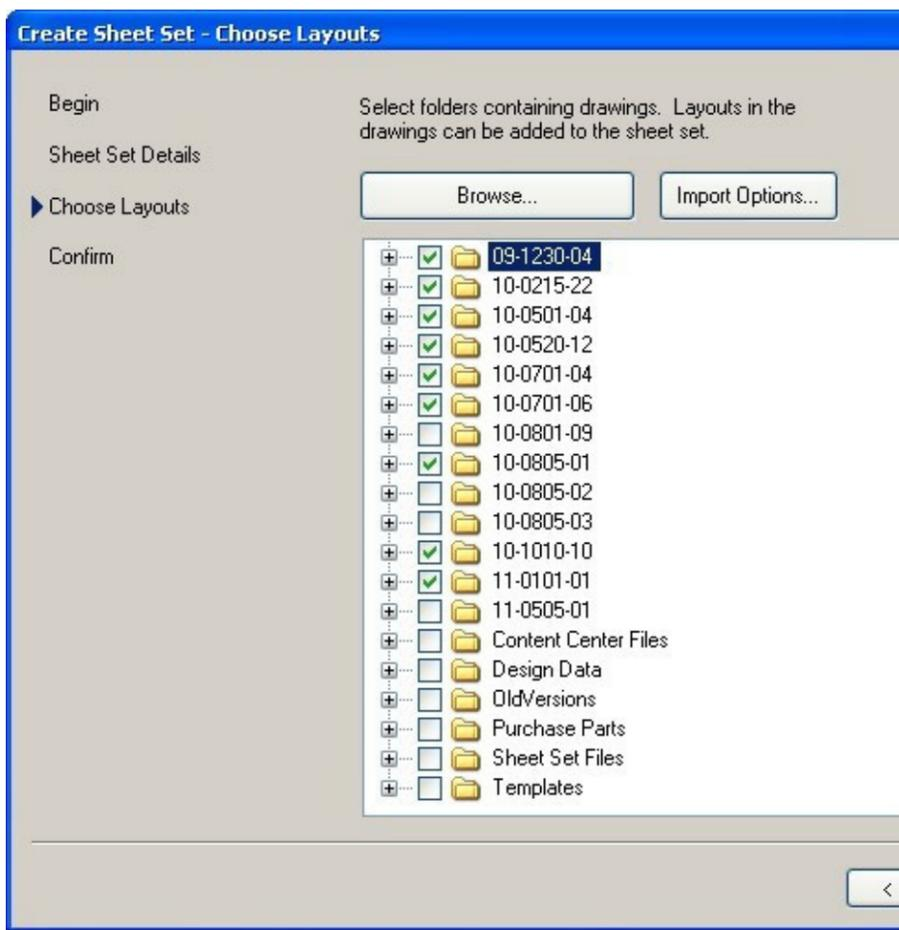 Create Sheet Set - Choose Layouts
Begin
Sheet Set Details
Choose Layouts
Confirm
Select folders containing drawings. Layouts in the
drawings can be added to the sheet set.
Browse...
Import Options...
09-1230-04
10-0215-22
10-0501-04
10-0520-12
10-0701-04
10-0701-06
10-0801-09
10-0805-01
10-0805-02
10-0805-03
10-1010-10
11-0101-01
11-0505-01
Content Center Files
Design Data
OldVersions
Purchase Parts
Sheet Set Files
Templates
<